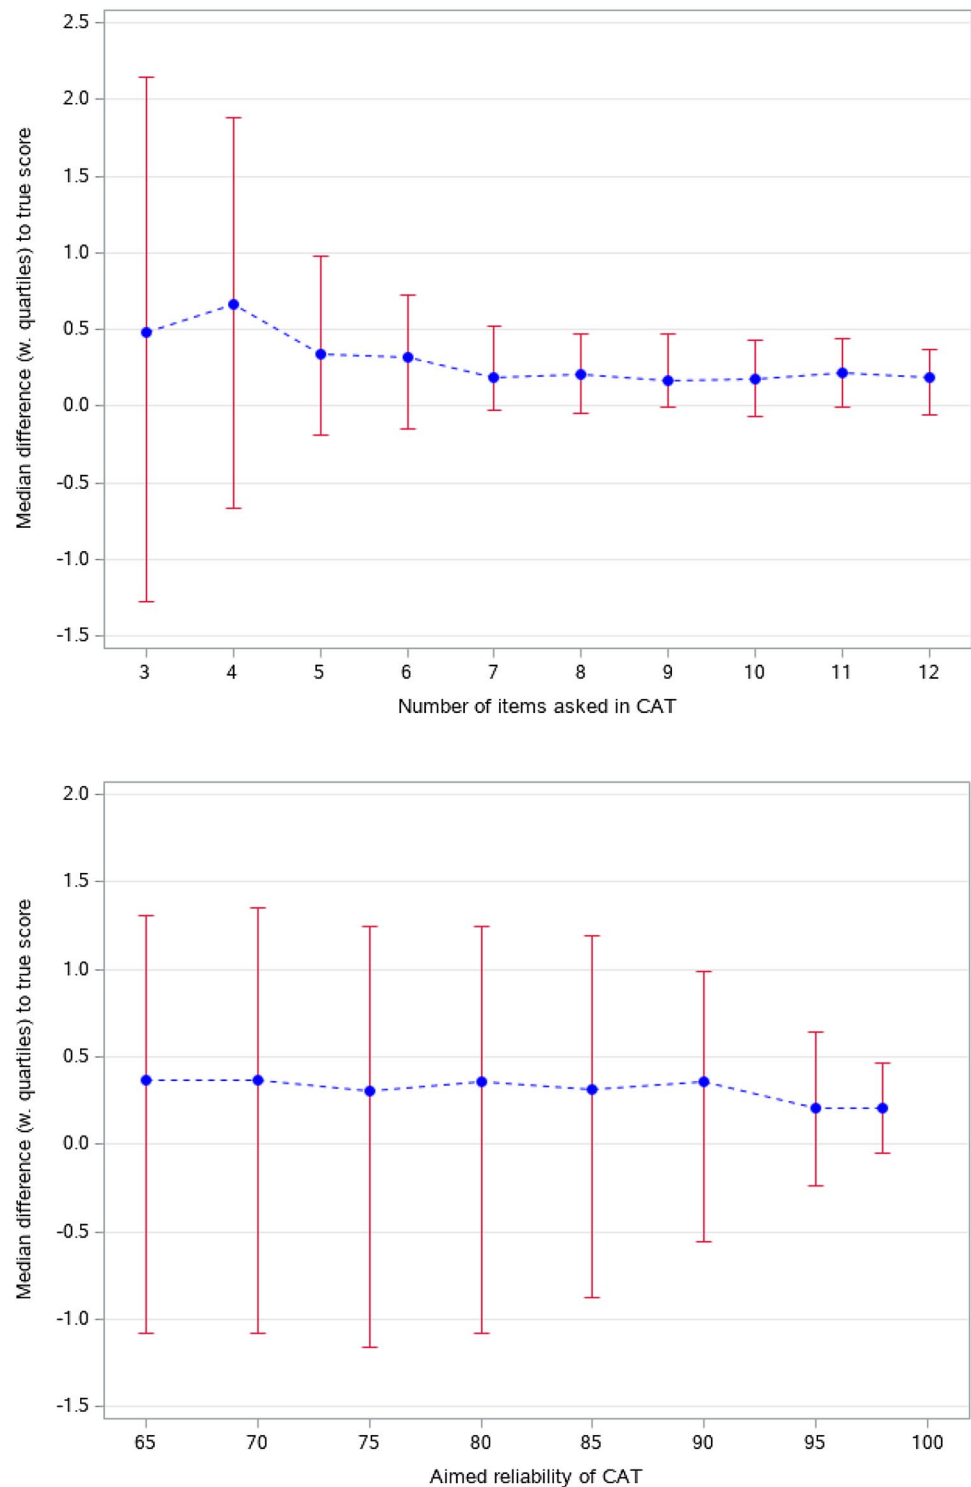 Median difference (w. quartiles) to true score
2.5
2.0
1.5
1.0
0.5
0.0
-0.5
-1.0
-1.5
3 4 5 6 7 8 9 10 11 12
Number of items asked in CAT
Median difference (w. quartiles) to true score
2.0
1.5
1.0
0.5
0.0
-0.5
-1.0
-1.5
65 70 75 80 85 90 95 100
Aimed reliability of CAT